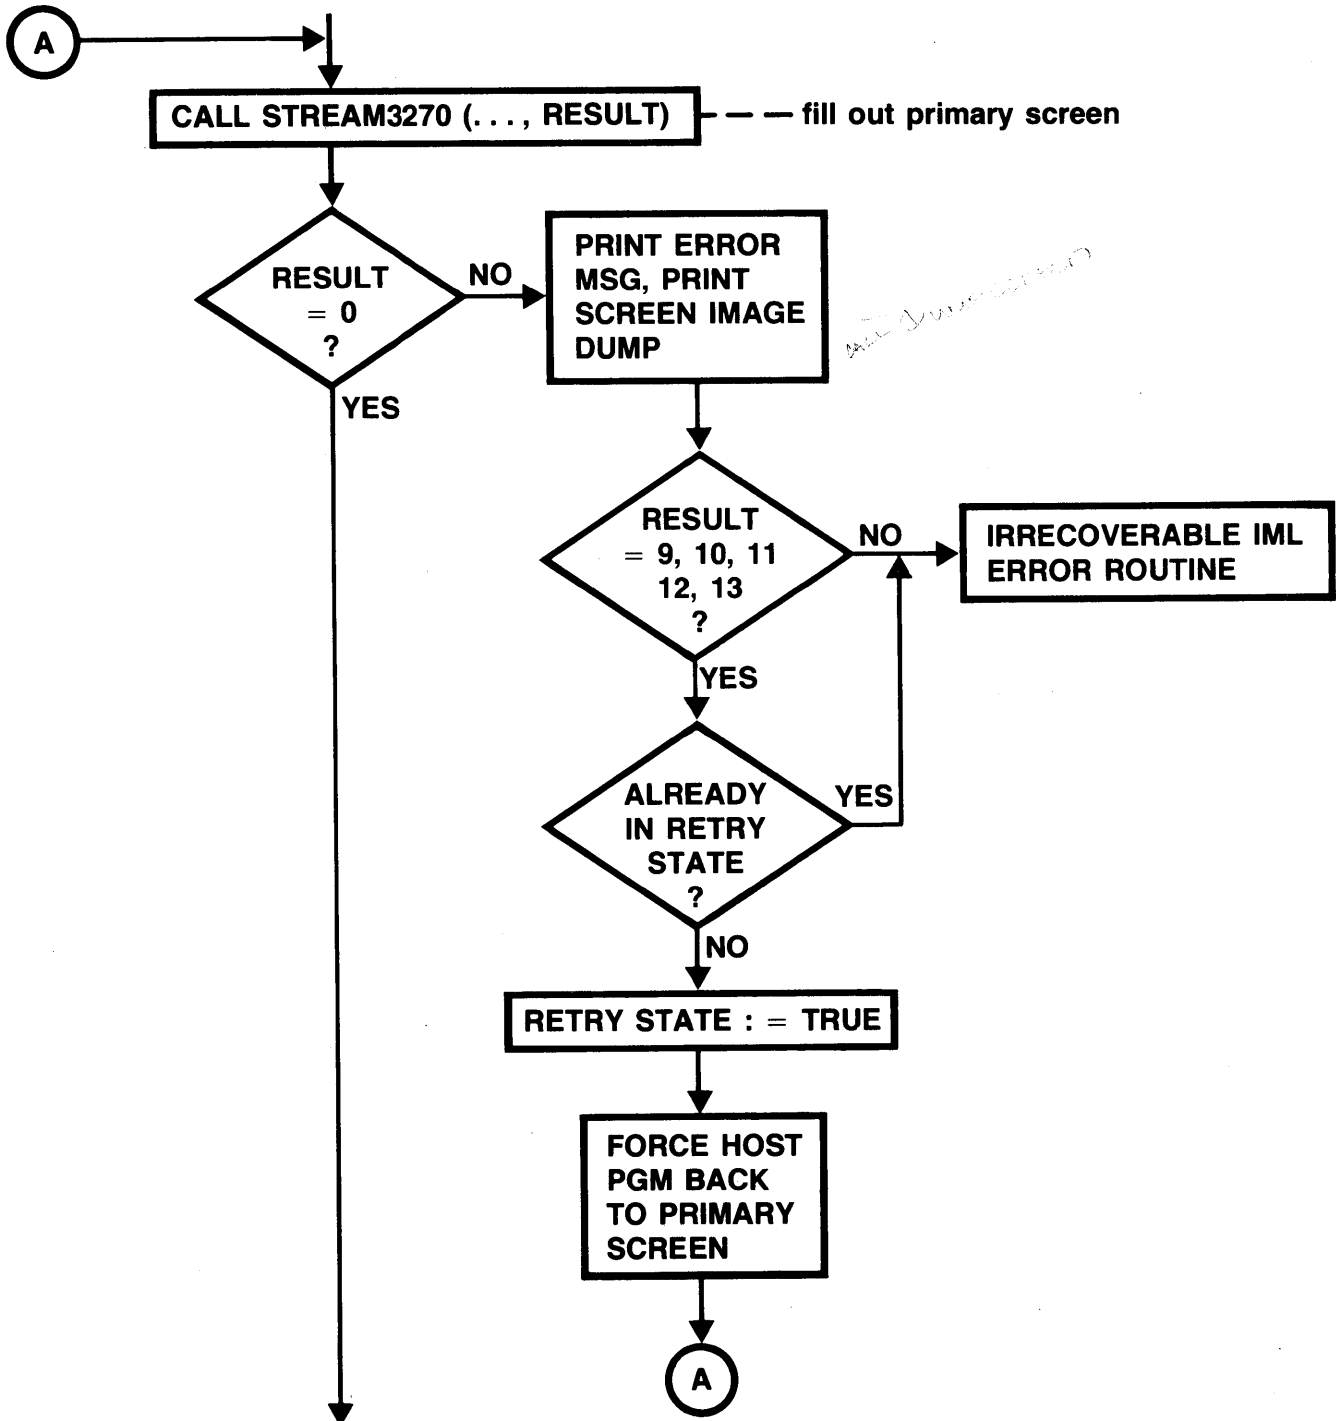 A
CALL STREAM3270 (. . . , RESULT)
fill out primary screen
RESULT
= 0
?
NO
YES
PRINT ERROR
MSG, PRINT
SCREEN IMAGE
DUMP
RESULT
= 9, 10, 11
12, 13
?
NO
YES
IRRECOVERABLE IML
ERROR ROUTINE
ALREADY
IN RETRY
STATE
?
YES
NO
RETRY STATE : = TRUE
FORCE HOST
PGM BACK
TO PRIMARY
SCREEN
A